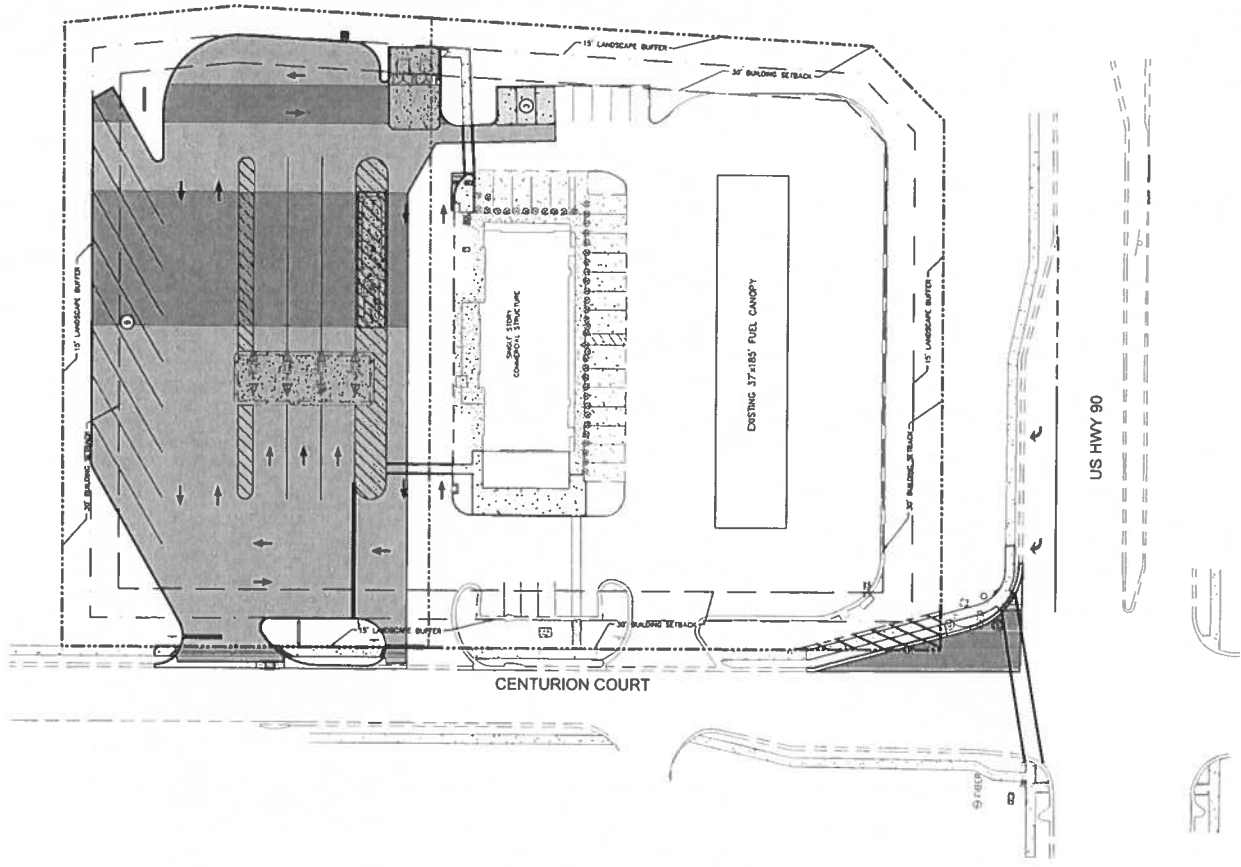 15' LANDSCAPE BUFFER
30' BUILDING SETBACK
15' LANDSCAPE BUFFER
30' BUILDING SETBACK
SINGLE STORY
COMMERCIAL STRUCTURE
EXISTING 37'x185' FUEL CANOPY
15' LANDSCAPE BUFFER
30' BUILDING SETBACK
US HWY 90
15' LANDSCAPE BUFFER
30' BUILDING SETBACK
CENTURION COURT
FIBER